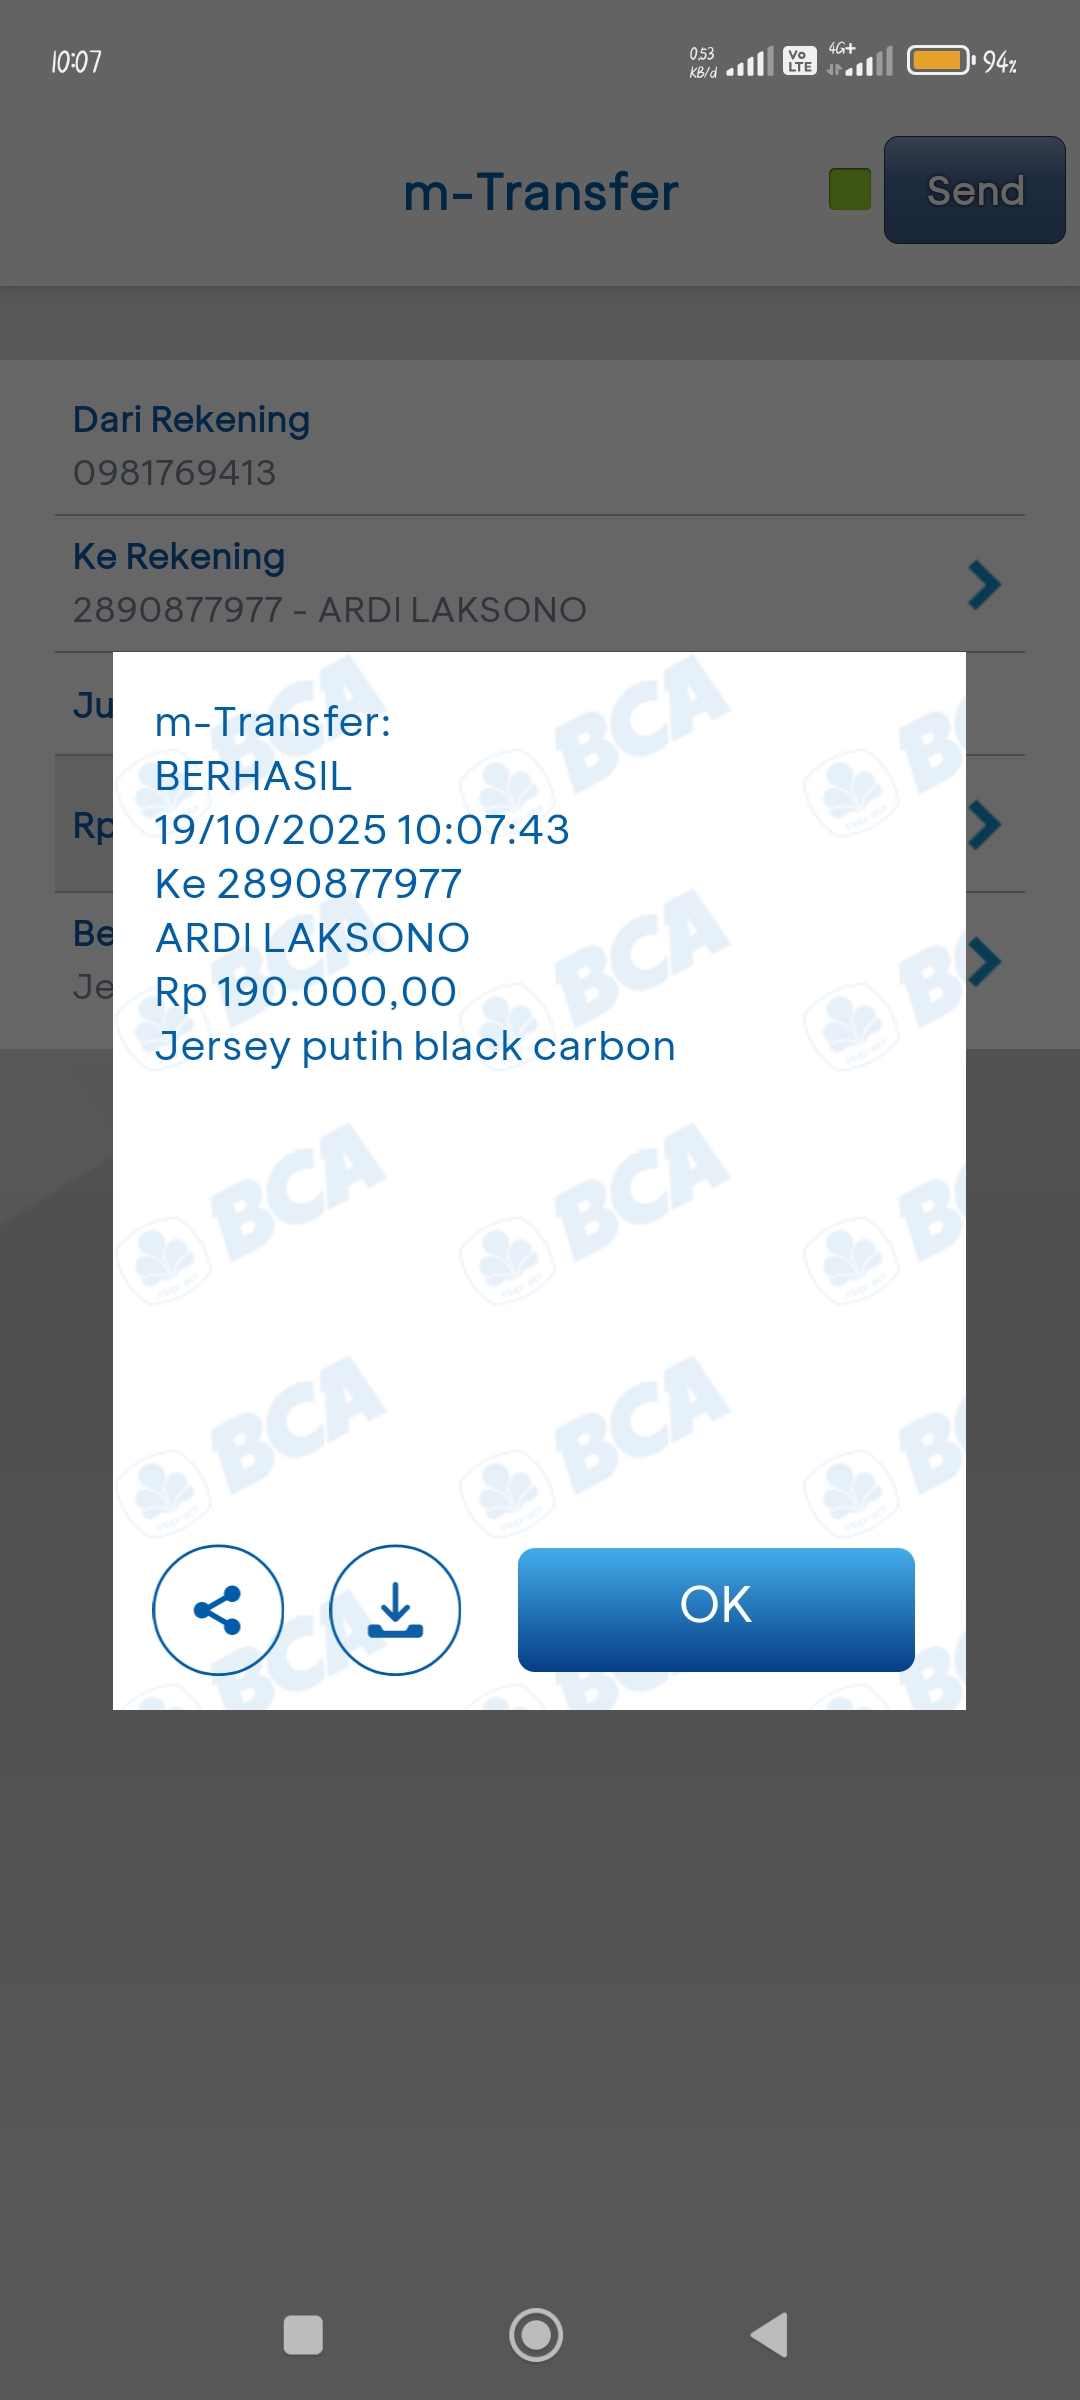 10:07
0,53
KB/d
Vo
LTE
4G+
94%
m-Transfer
Send
Dari Rekening
0981769413
Ke Rekening
2890877977 - ARDI LAKSONO
Ju
Rp
Be
Je
m-Transfer:
BERHASIL
19/10/2025 10:07:43
Ke 2890877977
ARDI LAKSONO
Rp 190.000,00
Jersey putih black carbon
BCA
OK